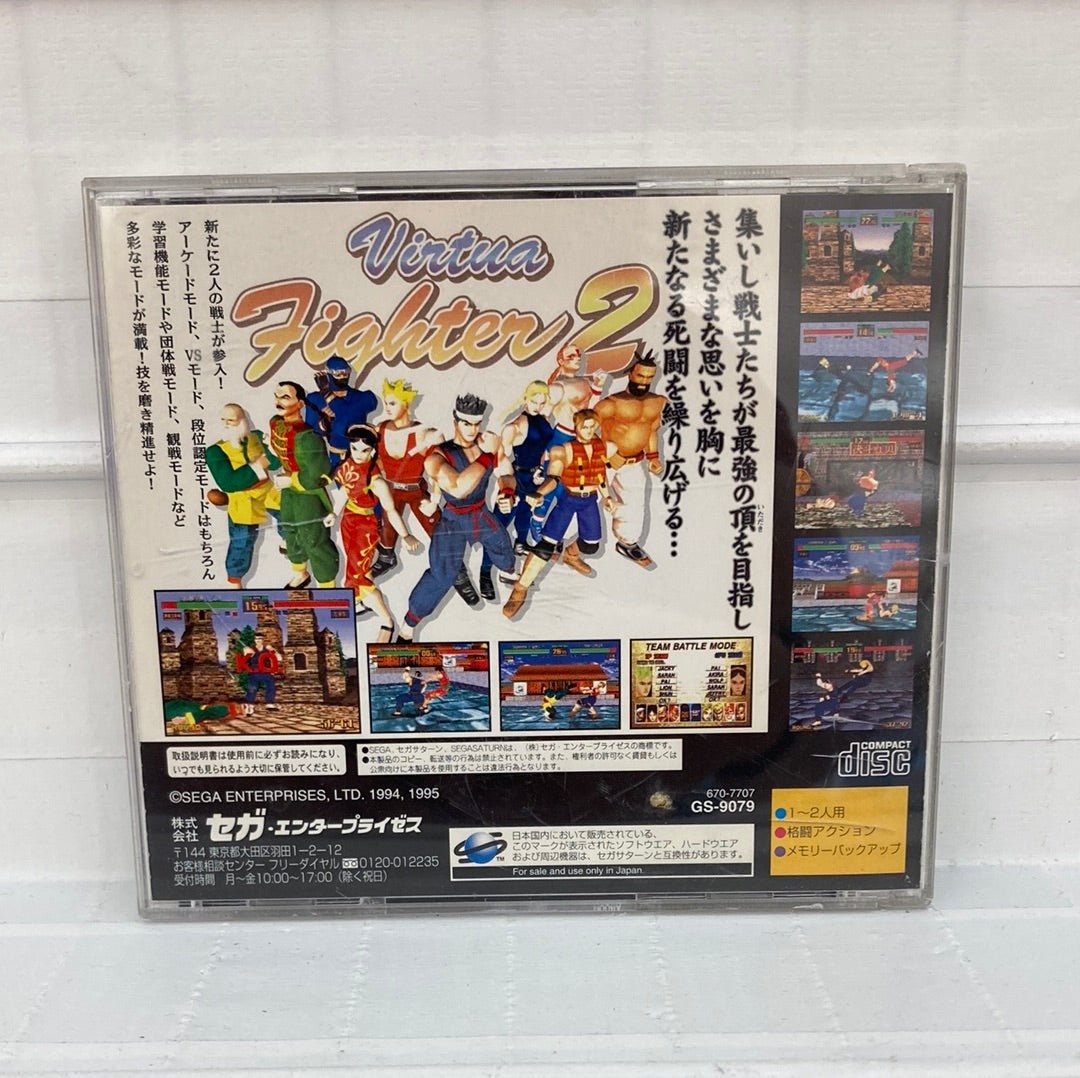 Virtua
Fighter 2
集いし戦士たちが最強の頂を目指し
いただき
さまざまな思いを胸に
新たなる死闘を繰り広げる…
新たに2人の戦士が参入!
アーケードモード、VSモード、段位認定モードはもちろん
学習機能モードや団体戦モード、観戦モードなど
多彩なモードが満載!技を磨き精進せよ!
K.O.
TEAM BATTLE MODE
JACKY
SARAH
PAI
LION
PAI
AKIRA
WOLF
SARAH
JEFFRY
取扱説明書は使用前に必ずお読みになり、
いつでも見られるよう大切に保管してください。
●SEGA、セガサターン、SEGASATURNは、(株)セガ・エンタープライゼスの商標です。
●本製品のコピー、転送等の行為は禁止されています。また、権利者の許可なく賃貸もしくは
公衆向けに本製品を使用することは違法行為となります。
COMPACT
disc
©SEGA ENTERPRISES, LTD. 1994, 1995
670-7707
GS-9079
株式会社 セガ・エンタープライゼス
〒144 東京都大田区羽田1-2-12
お客様相談センター フリーダイヤル 0120-012235
受付時間 月〜金10:00〜17:00(除く祝日)
日本国内において販売されている、
このマークが表示されたソフトウエア、ハードウエア
および周辺機器は、セガサターンと互換性があります。
For sale and use only in Japan.
●1〜2人用
●格闘アクション
●メモリーバックアップ